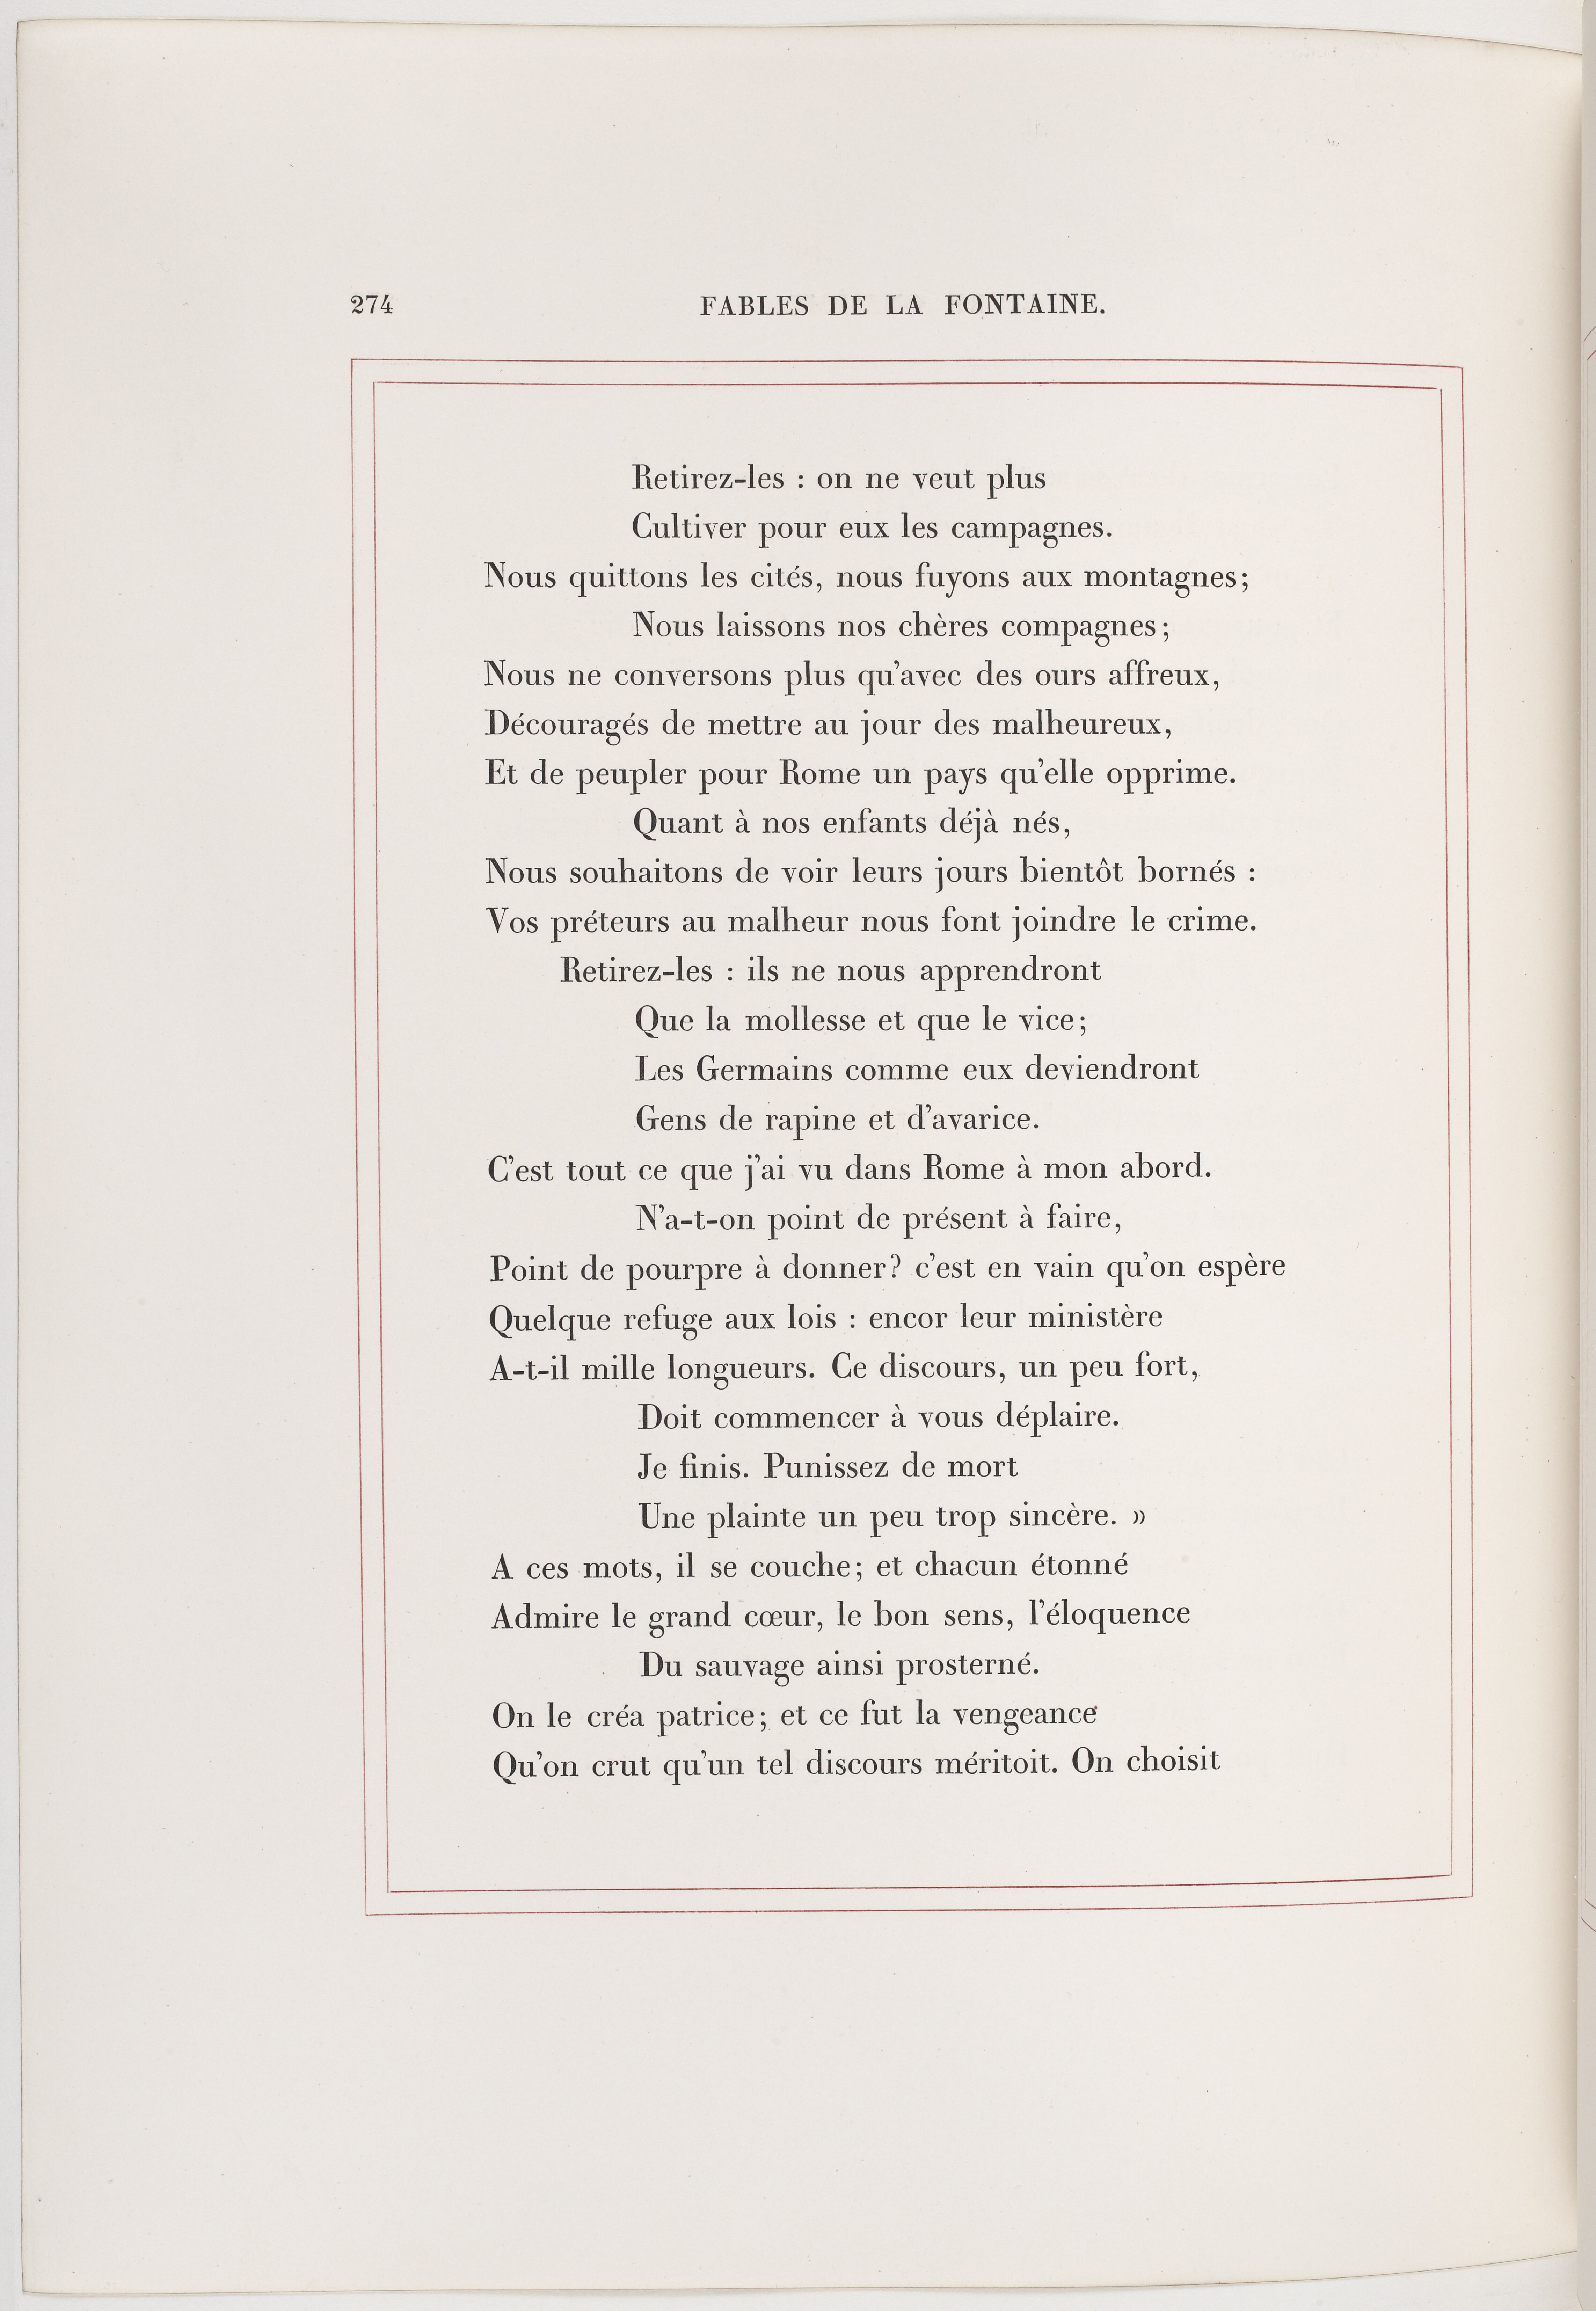 274
FABLES DE LA FONTAINE.
Retirez-les : on ne veut plus
Cultiver pour eux les campagnes.
Nous quittons les cités, nous fuyons aux montagnes;
Nous laissons nos chères compagnes;
Nous ne conversons plus qu'avec des ours affreux,
Découragés de mettre au jour des malheureux,
Et de peupler pour Rome un pays qu'elle opprime.
Quant à nos enfants déjà nés,
Nous souhaitons de voir leurs jours bientôt bornés :
Vos préteurs au malheur nous font joindre le crime.
Retirez-les : ils ne nous apprendront
Que la mollesse et que le vice;
Les Germains comme eux deviendront
Gens de rapine et d'avarice.
C'est tout ce que j'ai vu dans Rome à mon abord.
N'a-t-on point de présent à faire,
Point de pourpre à donner? c'est en vain qu'on espère
Quelque refuge aux lois : encor leur ministère
A-t-il mille longueurs. Ce discours, un peu fort,
Doit commencer à vous déplaire.
Je finis. Punissez de mort
Une plainte un peu trop sincère. »
A ces mots, il se couche; et chacun étonné
Admire le grand cœur, le bon sens, l'éloquence
Du sauvage ainsi prosterné.
On le créa patrice; et ce fut la vengeance
Qu'on crut qu'un tel discours méritoit. On choisit